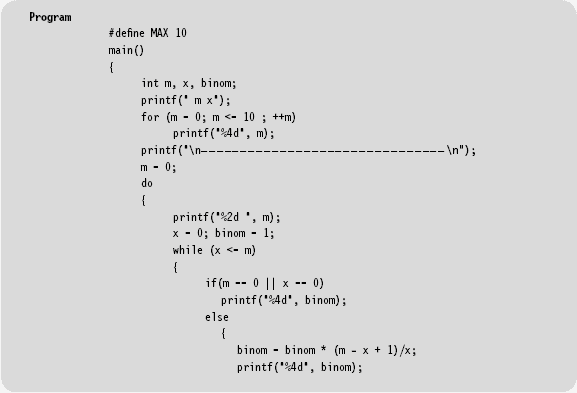 Program
#define MAX 10
main()
{
int m, x, binom;
printf(" m x");
for (m = 0; m <= 10 ; ++m)
printf("%4d", m);
printf("\n--------------------------------\n");
m = 0;
do
{
printf("%2d ", m);
x = 0; binom = 1;
while (x <= m)
{
if(m == 0 || x == 0)
printf("%4d", binom);
else
{
binom = binom * (m - x + 1)/x;
printf("%4d", binom);